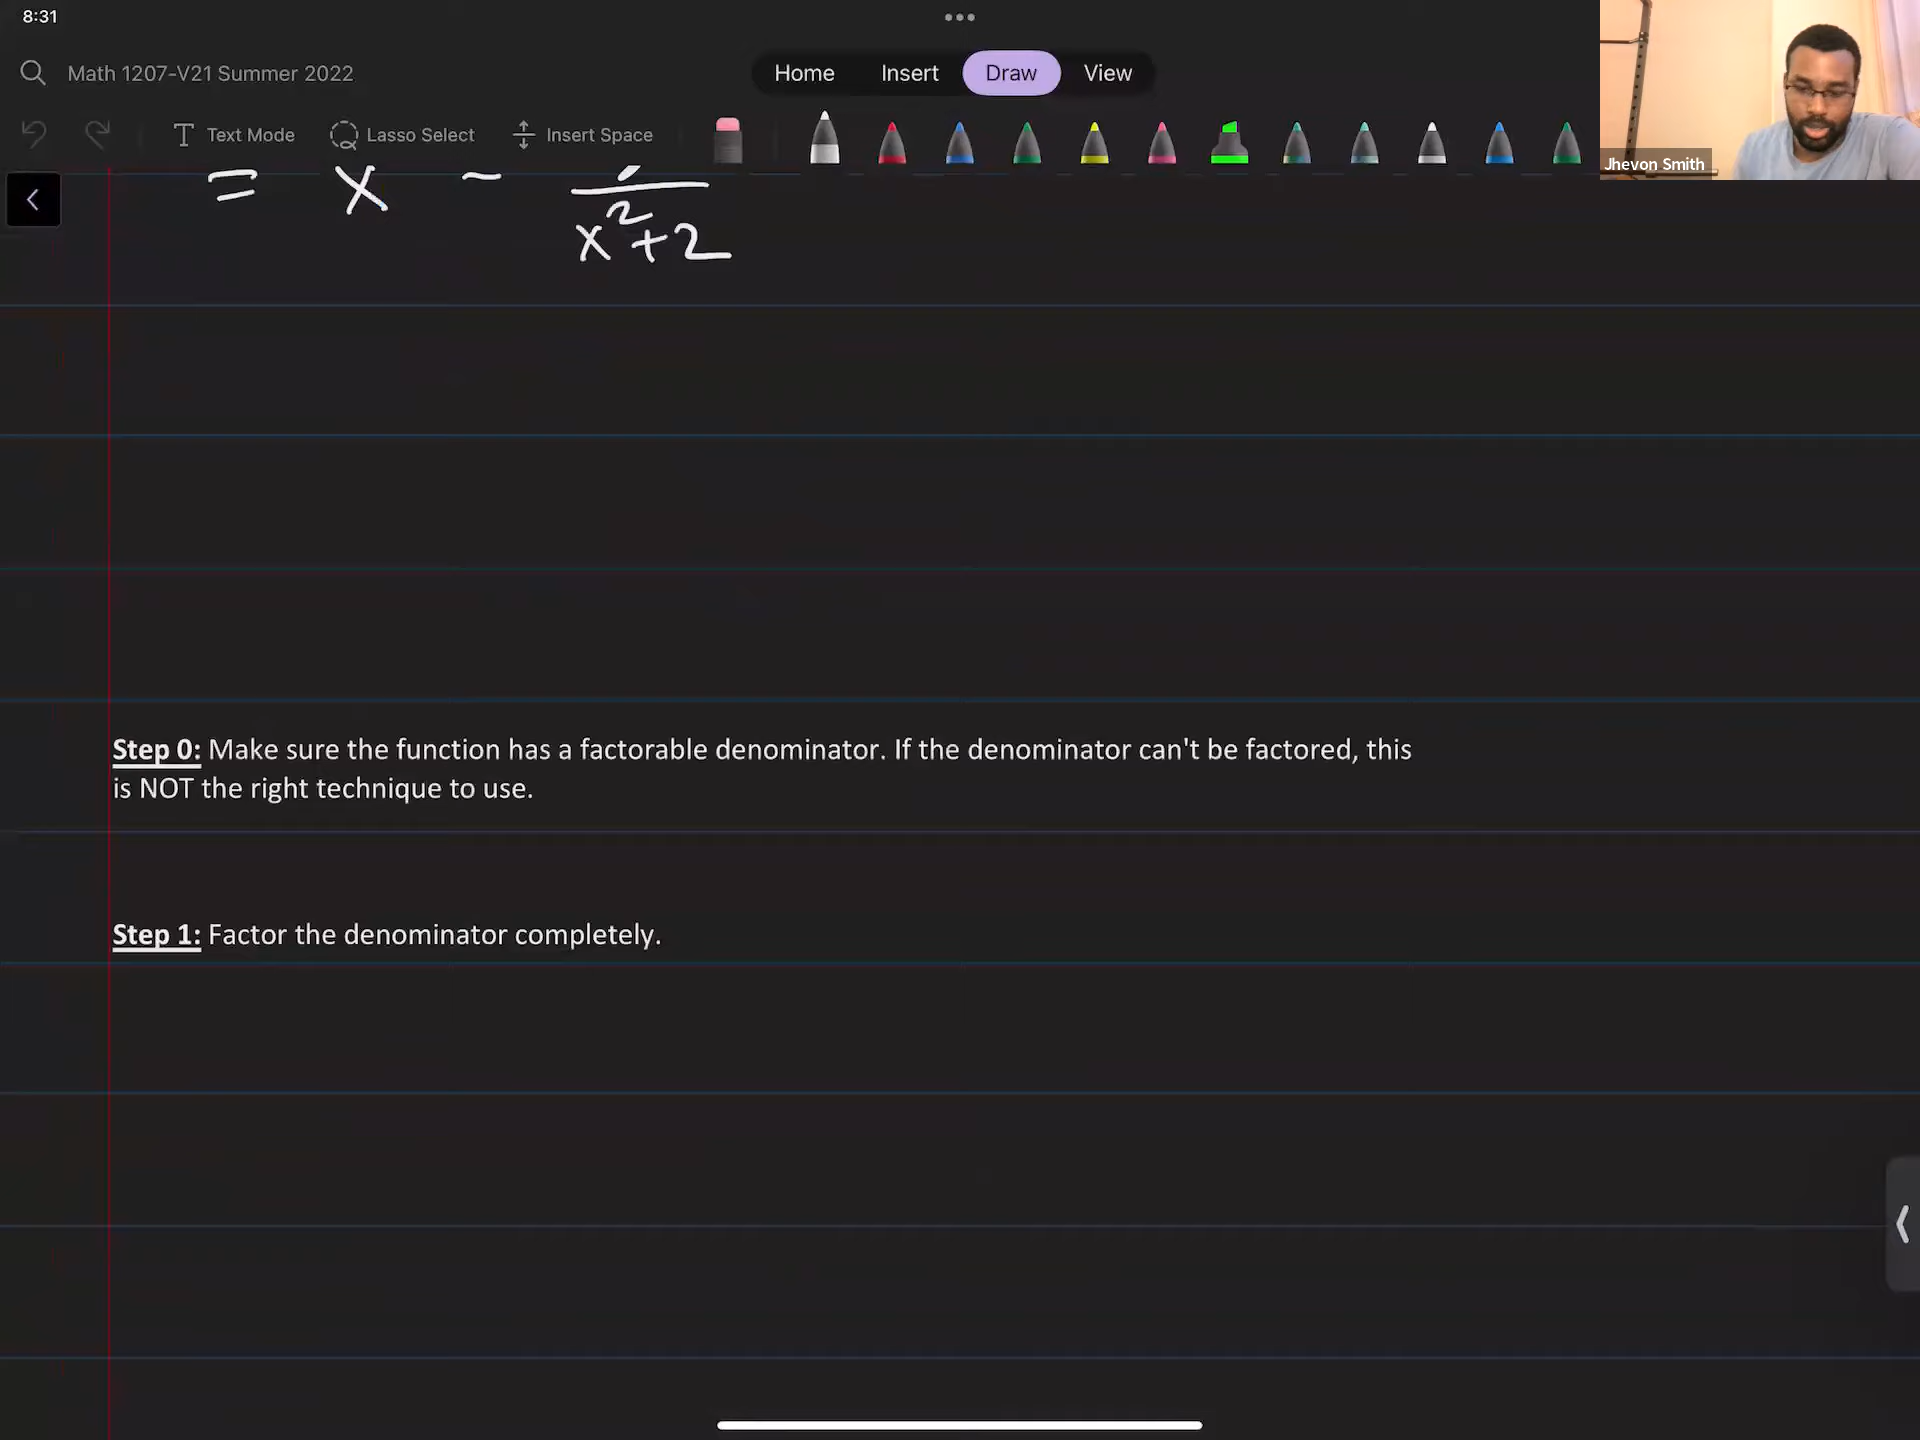 8:31
Math 1207-V21 Summer 2022
Home Insert Draw View
Text Mode Lasso Select Insert Space
Jhevon Smith
= x -
x²+2
Step 0: Make sure the function has a factorable denominator. If the denominator can't be factored, this
is NOT the right technique to use.
Step 1: Factor the denominator completely.